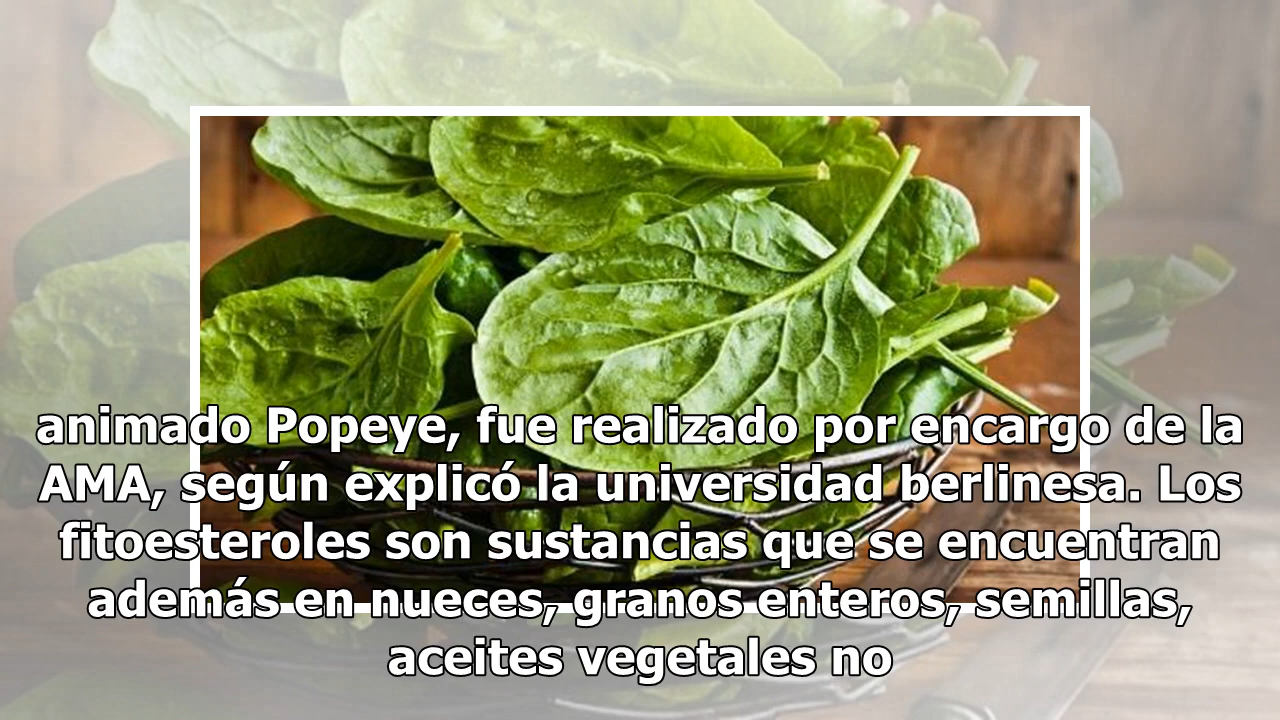 animado Popeye, fue realizado por encargo de la
AMA, según explicó la universidad berlinesa. Los
fitoesteroles son sustancias que se encuentran
además en nueces, granos enteros, semillas,
aceites vegetales no